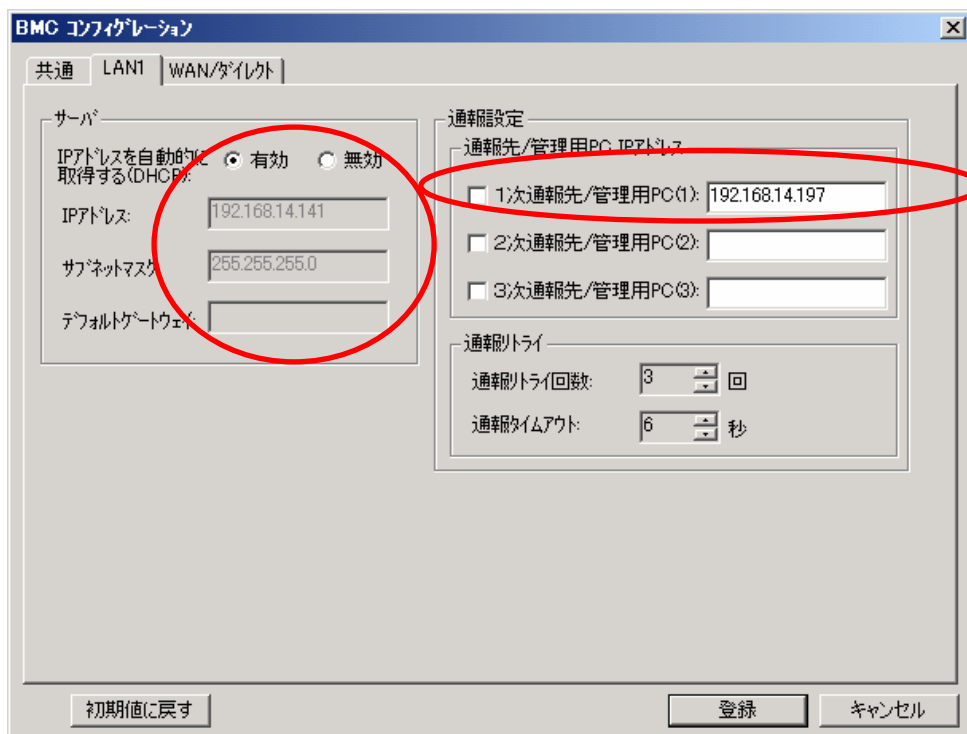 BMC コンフィグレーション
共通 LAN1 WAN/ダイレクト
サーバ
IPアドレスを自動的に
取得する(DHCP):
有効 無効
IPアドレス: 192.168.14.141
サブネットマスク 255.255.255.0
デフォルトゲートウェイ:
通報設定
通報先/管理用PC IPアドレス
1次通報先/管理用PC(1): 192.168.14.197
2次通報先/管理用PC(2):
3次通報先/管理用PC(3):
通報リトライ
通報リトライ回数: 3 回
通報タイムアウト: 6 秒
初期値に戻す 登録 キャンセル